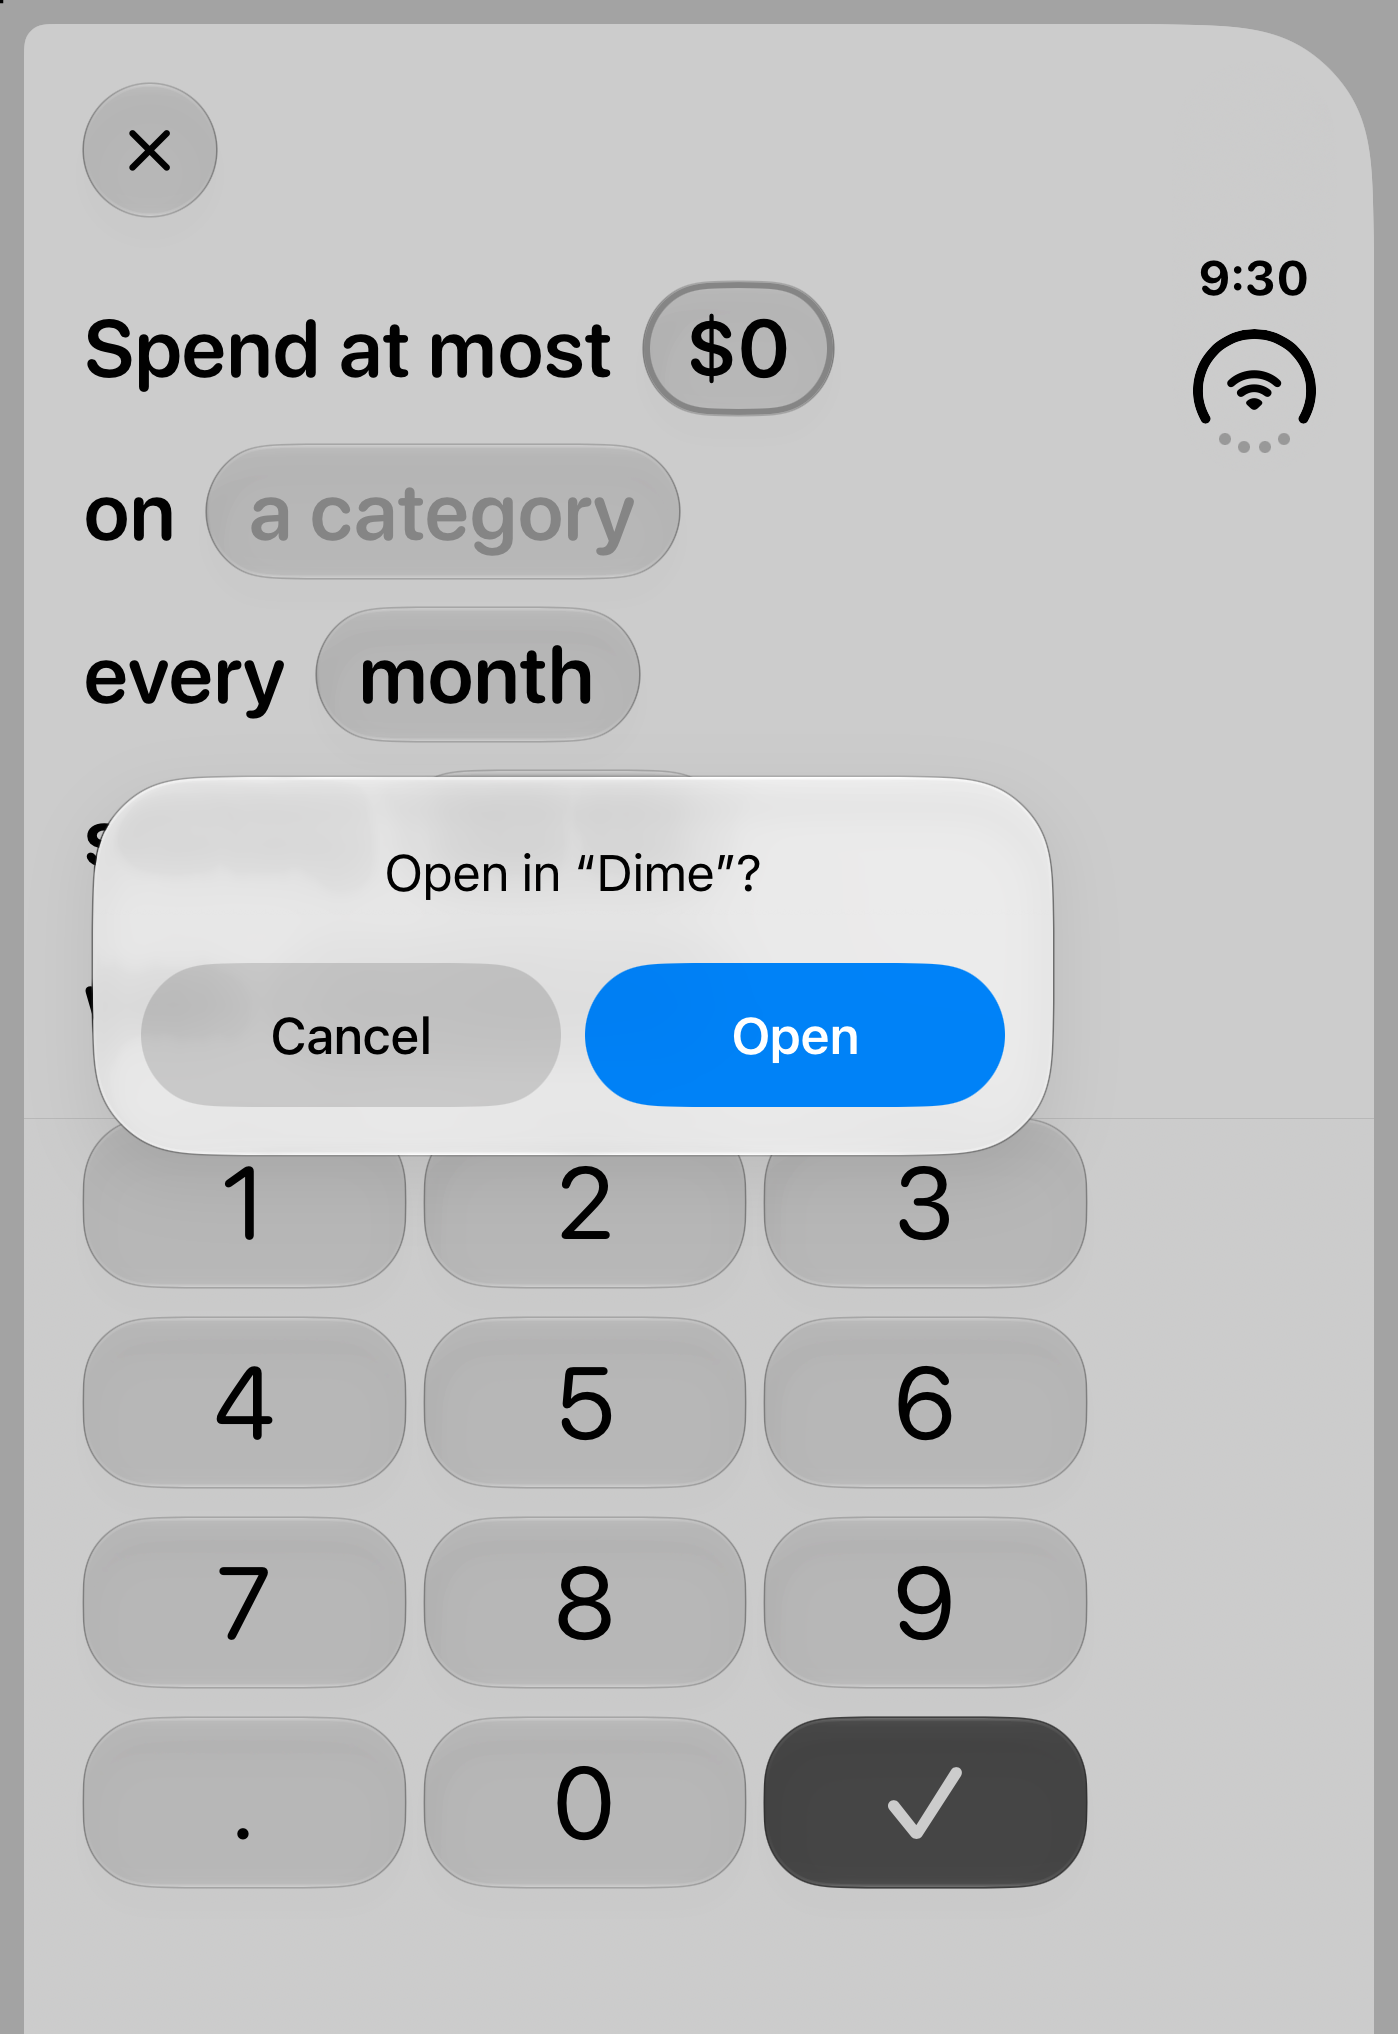 9:30
Spend at most $0
on a category
every month
Open in “Dime”?
Cancel Open
1 2 3
4 5 6
7 8 9
. 0